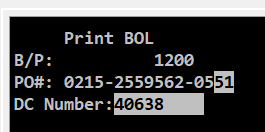 Print BOL
B/P: 1200
PO#: 0215-2559562-0551
DC Number:40638